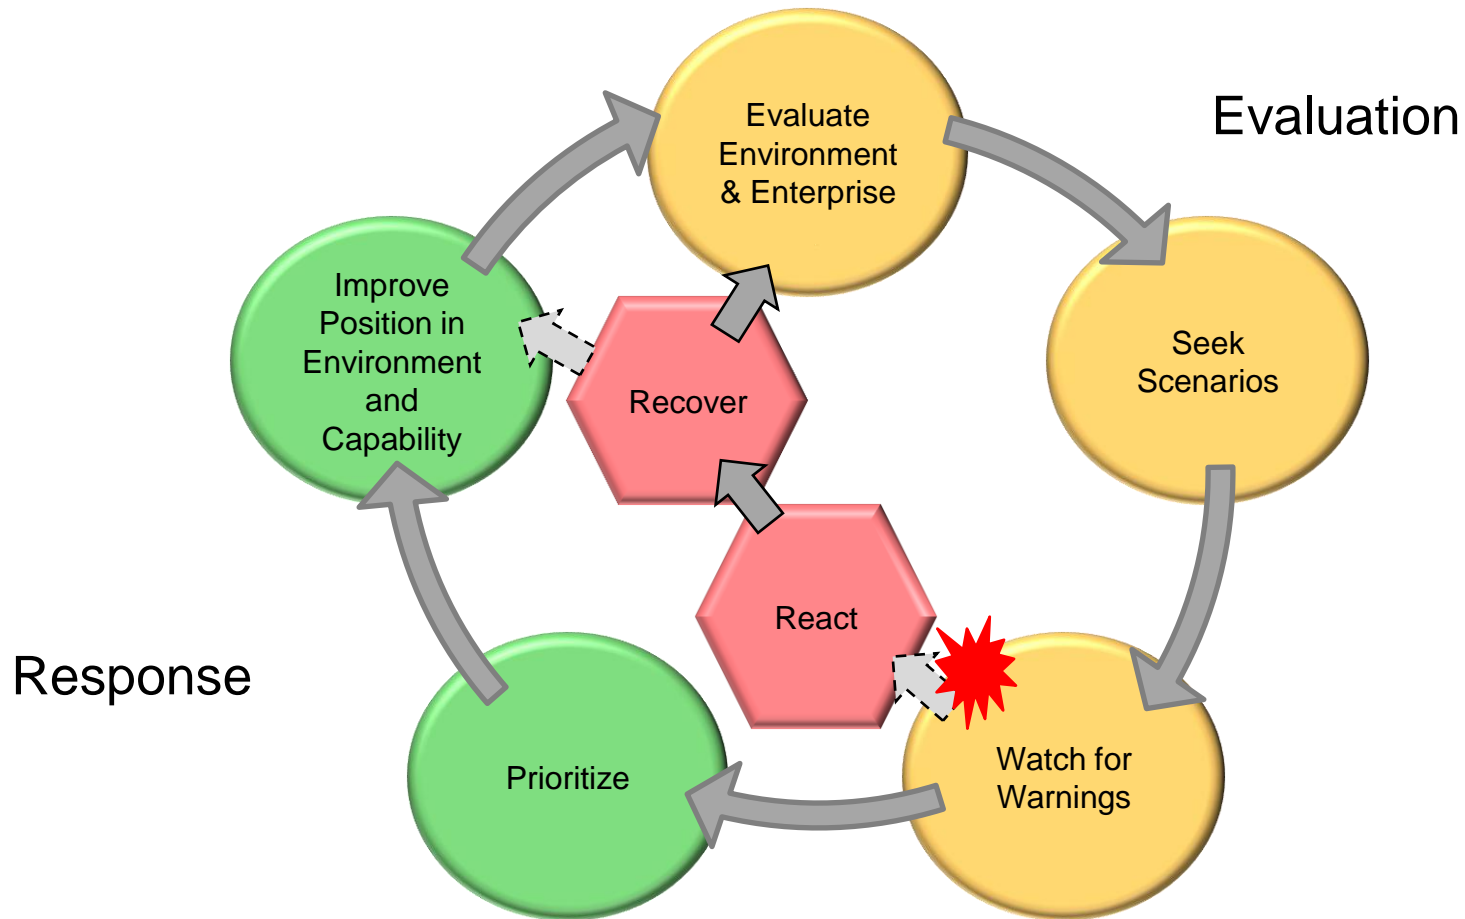 Evaluation
Evaluate
Environment
& Enterprise
Seek
Scenarios
Improve
Position in
Environment
and
Capability
Recover
React
Response
Prioritize
Watch for
Warnings